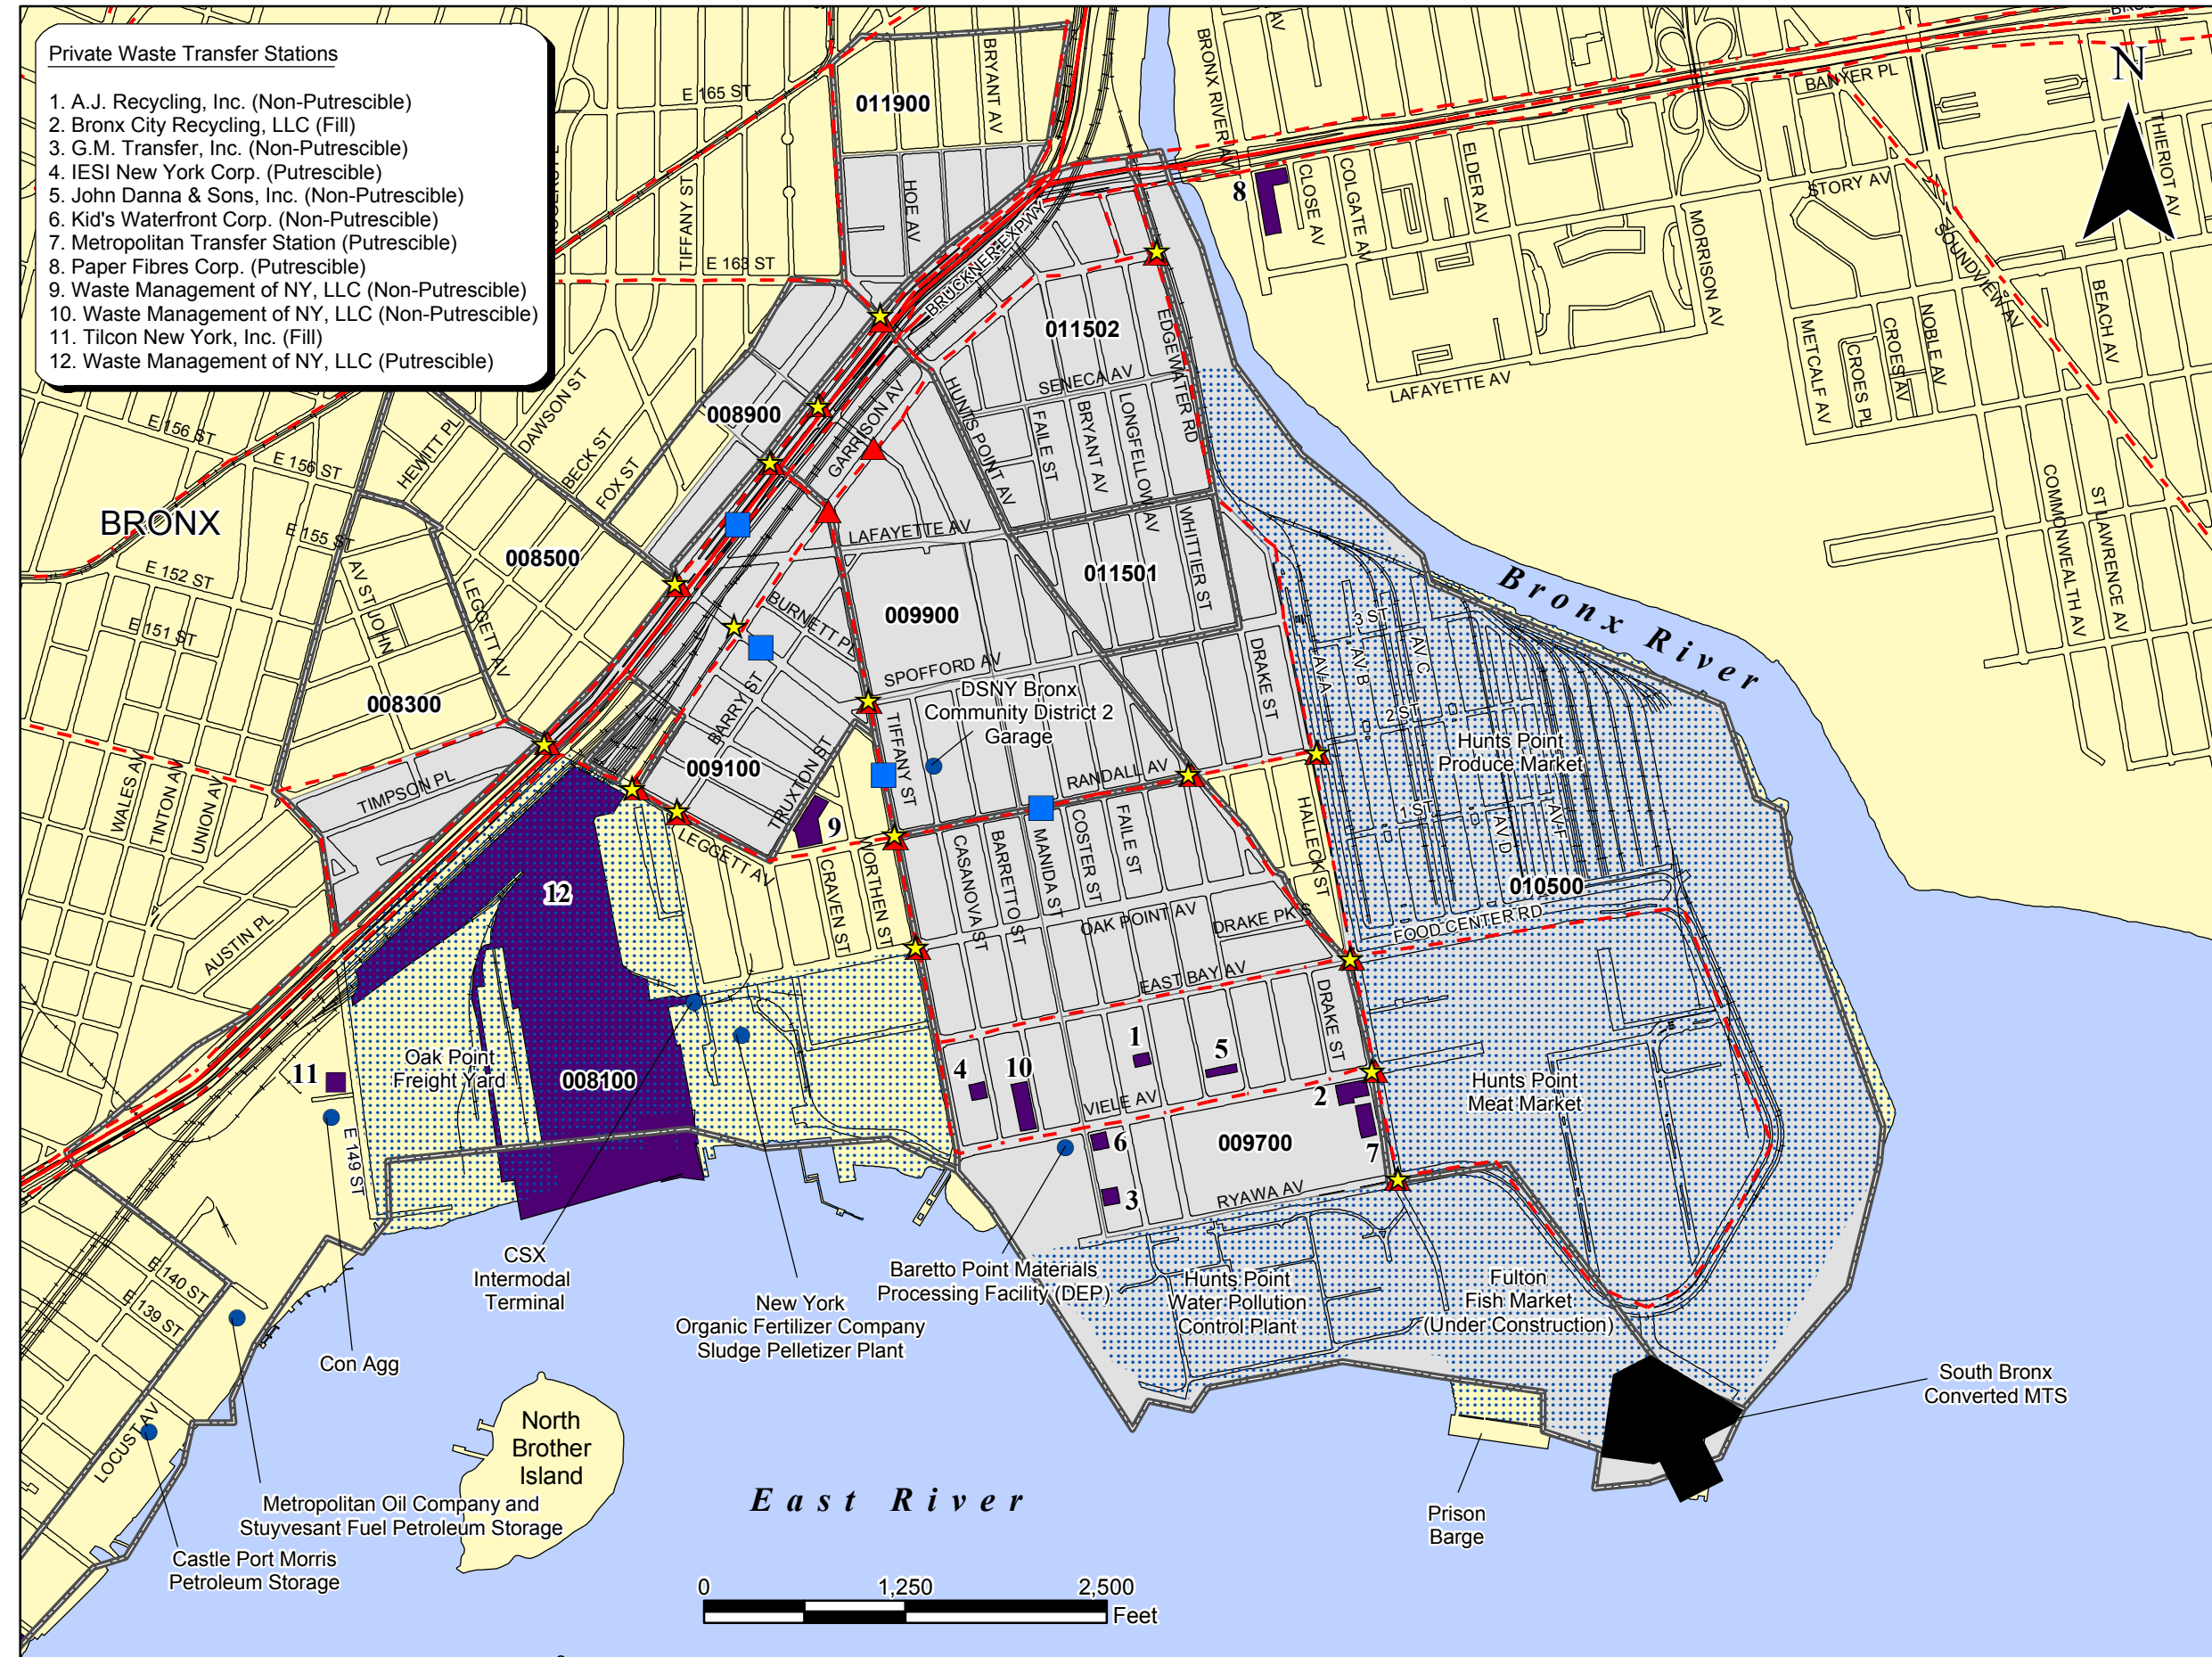 Private Waste Transfer Stations
1. A.J. Recycling, Inc. (Non-Putrescible)
2. Bronx City Recycling, LLC (Fill)
3. G.M. Transfer, Inc. (Non-Putrescible)
4. IESI New York Corp. (Putrescible)
5. John Danna & Sons, Inc. (Non-Putrescible)
6. Kid's Waterfront Corp. (Non-Putrescible)
7. Metropolitan Transfer Station (Putrescible)
8. Paper Fibres Corp. (Putrescible)
9. Waste Management of NY, LLC (Non-Putrescible)
10. Waste Management of NY, LLC (Non-Putrescible)
11. Tilcon New York, Inc. (Fill)
12. Waste Management of NY, LLC (Putrescible)
N
E 165 ST
011900
BRYANT AV
BRONX RIVER AV
AV
BANYER PL
THERIOT AV
TIFFANY ST
HOE AV
E 163 ST
BRUCKNER EXPWY
8
CLOSE AV
COLGATE AV
ELDER AV
MORRISON AV
STORY AV
SOUNDVIEW AV
BEACH AV
METCALF AV
CROES PL
CROES AV
NOBLE AV
LAFAYETTE AV
COMMONWEALTH AV
ST LAWRENCE AV
011502
EDGEWATER RD
SENECA AV
HUNTS POINT AV
FAILE ST
BRYANT AV
LONGFELLOW AV
WHITTIER ST
008900
GARRISON AV
LAFAYETTE AV
011501
E 156 ST
E 156 ST
HEWITT PL
DAWSON ST
BECK ST
FOX ST
BRONX
E 155 ST
E 152 ST
AV ST JOHN
LEGGETT AV
008500
E 151 ST
008300
BURNETT PL
009900
SPOFFORD AV
DSNY Bronx
Community District 2
Garage
DRAKE ST
Bronx River
3 ST
AV A
AV B
AV C
2 ST
Hunts Point
Produce Market
1 ST
AV D
AV F
010500
FOOD CENTER RD
BARRY ST
009100
TRUXTON ST
TIFFANY ST
RANDALL AV
TIMPSON PL
WALES AV
TINTON AV
UNION AV
AUSTIN PL
LEGGETT AV
9
CRAVEN ST
WORTHEN ST
CASANOVA ST
BARRETTO ST
MANIDA ST
COSTER ST
FAILE ST
HALLECK ST
OAK POINT AV
DRAKE PK S
EAST BAY AV
DRAKE ST
12
Oak Point
Freight Yard
008100
11
E 149 ST
1
5
4
10
VIELE AV
2
6
009700
7
3
RYAWA AV
Hunts Point
Meat Market
E 140 ST
E 139 ST
LOCUST AV
Con Agg
CSX
Intermodal
Terminal
New York
Organic Fertilizer Company
Sludge Pelletizer Plant
Baretto Point Materials
Processing Facility (DEP)
Hunts Point
Water Pollution
Control Plant
Fulton
Fish Market
(Under Construction)
South Bronx
Converted MTS
North
Brother
Island
Metropolitan Oil Company and
Stuyvesant Fuel Petroleum Storage
Castle Port Morris
Petroleum Storage
East River
Prison
Barge
0 1,250 2,500
Feet